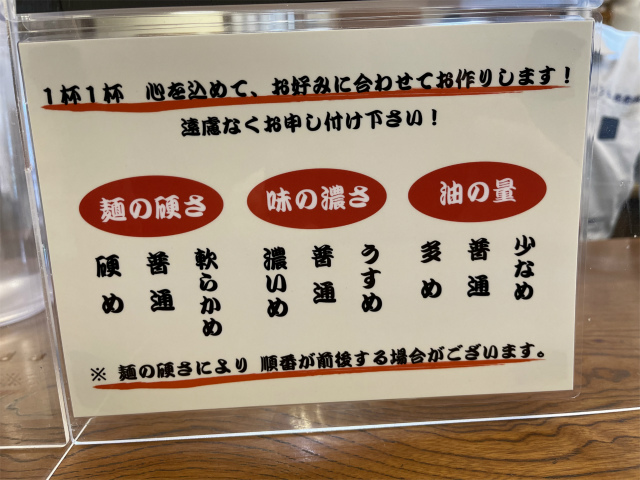 1杯1杯 心を込めて、お好みに合わせてお作りします!
遠慮なくお申し付け下さい!
麺の硬さ
硬め
普通
軟らかめ
味の濃さ
濃いめ
普通
うすめ
油の量
多め
普通
少なめ
※ 麺の硬さにより 順番が前後する場合がございます。